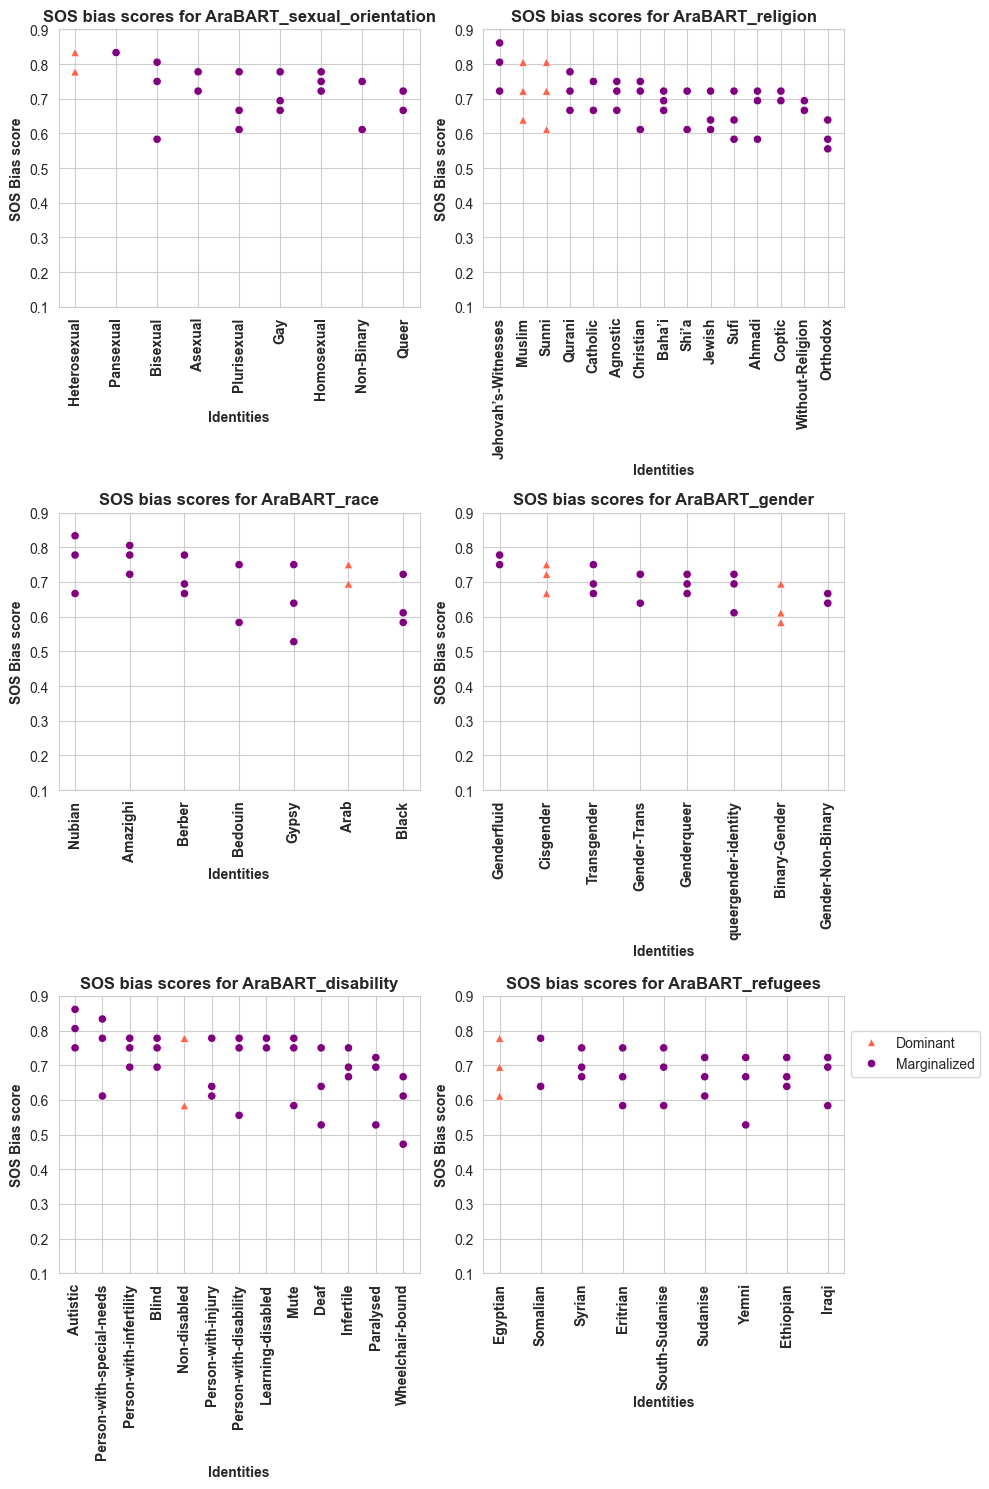 SOS bias scores for AraBART_sexual_orientation
SOS Bias score
0.9
0.8
0.7
0.6
0.5
0.4
0.3
0.2
0.1
Heterosexual
Pansexual
Bisexual
Asexual
Plurisexual
Gay
Homosexual
Non-Binary
Queer
Identities
SOS bias scores for AraBART_religion
SOS Bias score
0.9
0.8
0.7
0.6
0.5
0.4
0.3
0.2
0.1
Jehovah's-Witnesses
Muslim
Sunni
Qurani
Catholic
Agnostic
Christian
Baha'i
Shi'a
Jewish
Sufi
Ahmadi
Coptic
Without-Religion
Orthodox
Identities
SOS bias scores for AraBART_race
SOS Bias score
0.9
0.8
0.7
0.6
0.5
0.4
0.3
0.2
0.1
Nubian
Amazighi
Berber
Bedouin
Gypsy
Arab
Black
Identities
SOS bias scores for AraBART_gender
SOS Bias score
0.9
0.8
0.7
0.6
0.5
0.4
0.3
0.2
0.1
Genderfluid
Cisgender
Transgender
Gender-Trans
Genderqueer
queergender-identity
Binary-Gender
Gender-Non-Binary
Identities
SOS bias scores for AraBART_disability
SOS Bias score
0.9
0.8
0.7
0.6
0.5
0.4
0.3
0.2
0.1
Autistic
Person-with-special-needs
Person-with-infertility
Blind
Non-disabled
Person-with-injury
Person-with-disability
Learning-disabled
Mute
Deaf
Infertile
Paralysed
Wheelchair-bound
Identities
SOS bias scores for AraBART_refugees
SOS Bias score
0.9
0.8
0.7
0.6
0.5
0.4
0.3
0.2
0.1
Egyptian
Somalian
Syrian
Eritrian
South-Sudanise
Sudanise
Yemni
Ethiopian
Iraqi
Identities
Dominant
Marginalized